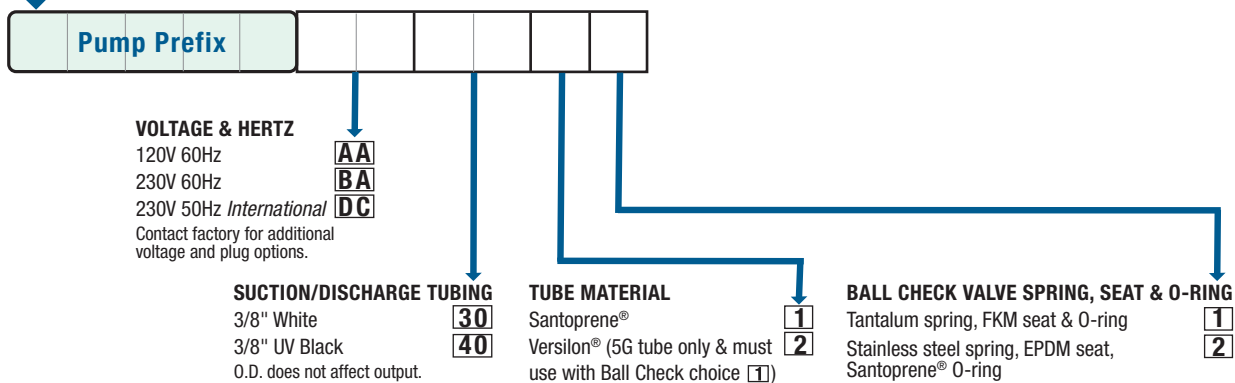 Pump Prefix
VOLTAGE & HERTZ
120V 60Hz AA
230V 60Hz BA
230V 50Hz International DC
Contact factory for additional
voltage and plug options.
SUCTION/DISCHARGE TUBING
3/8" White 30
3/8" UV Black 40
O.D. does not affect output.
TUBE MATERIAL
Santoprene® 1
Versilon® (5G tube only & must 2
use with Ball Check choice 1)
BALL CHECK VALVE SPRING, SEAT & O-RING
Tantalum spring, FKM seat & O-ring 1
Stainless steel spring, EPDM seat, 2
Santoprene® O-ring